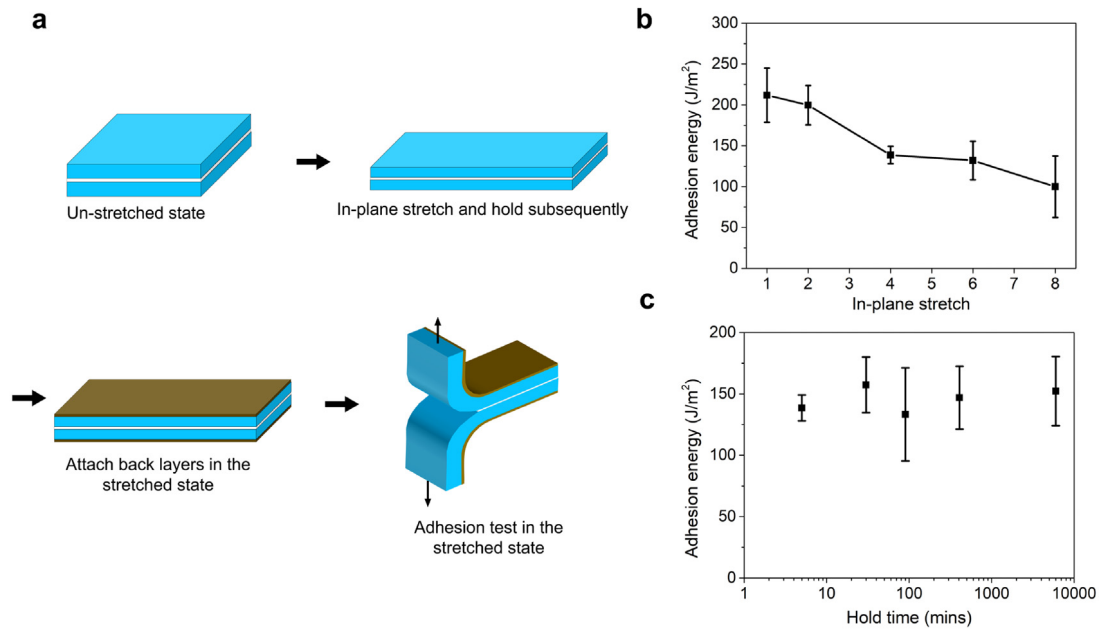 a
Un-stretched state
In-plane stretch and hold subsequently
Attach back layers in the
stretched state
Adhesion test in the
stretched state
b
300
250
200
150
100
50
0
Adhesion energy (J/m²)
1 2 3 4 5 6 7 8
In-plane stretch
c
200
150
100
50
0
Adhesion energy (J/m²)
1 10 100 1000 10000
Hold time (mins)